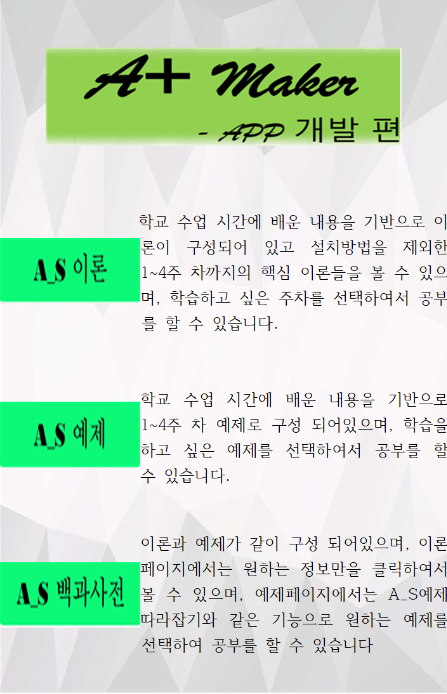 A+ Maker
- APP 개발 편
학교 수업 시간에 배운 내용을 기반으로 이
론이 구성되어 있고 설치방법을 제외한
A_S 이론
1~4주 차까지의 핵심 이론들을 볼 수 있으
며, 학습하고 싶은 주차를 선택하여서 공부
를 할 수 있습니다.
학교 수업 시간에 배운 내용을 기반으로
1~4주 차 예제로 구성 되어있으며, 학습을
A_S 예제
하고 싶은 예제를 선택하여서 공부를 할
수 있습니다.
이론과 예제가 같이 구성 되어있으며, 이론
페이지에서는 원하는 정보만을 클릭하여서
A_S 백과사전
볼 수 있으며, 예제페이지에서는 A_S예제
따라잡기와 같은 기능으로 원하는 예제를
선택하여 공부를 할 수 있습니다